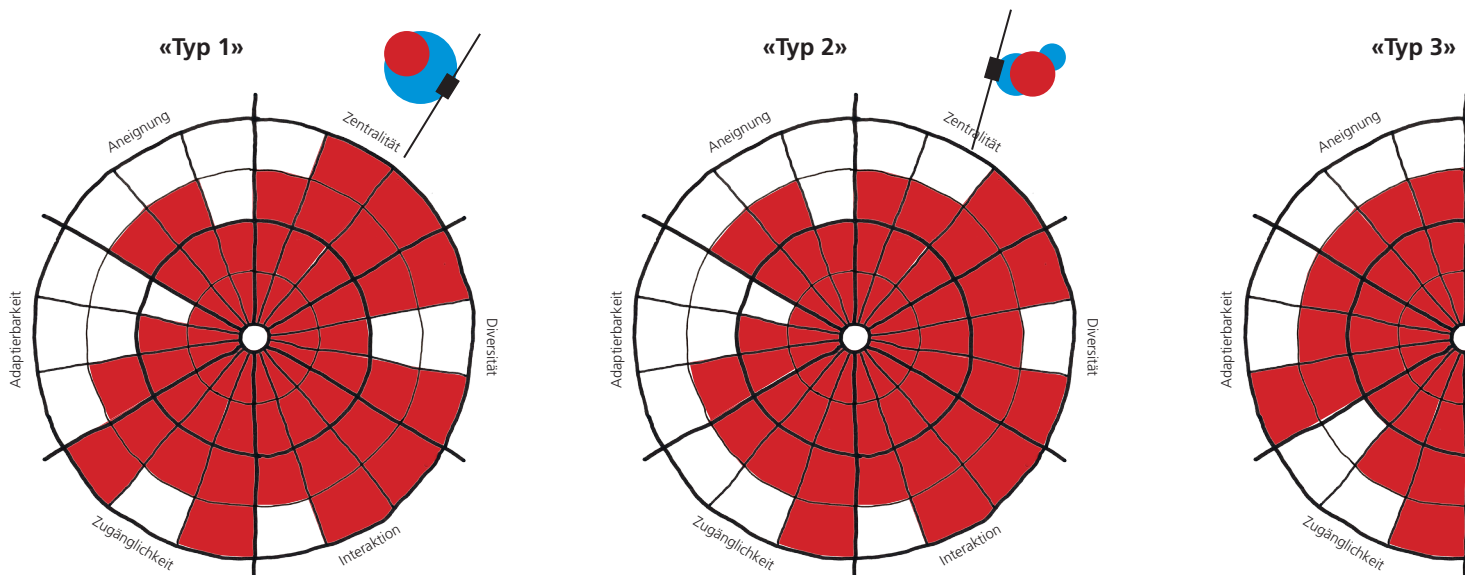 «Typ 1»
Aneignung
Zentralität
Adaptierbarkeit
Diversität
Zugänglichkeit
Interaktion
«Typ 2»
Aneignung
Zentralität
Adaptierbarkeit
Diversität
Zugänglichkeit
Interaktion
«Typ 3»
Aneignung
Adaptierbarkeit
Zugänglichkeit